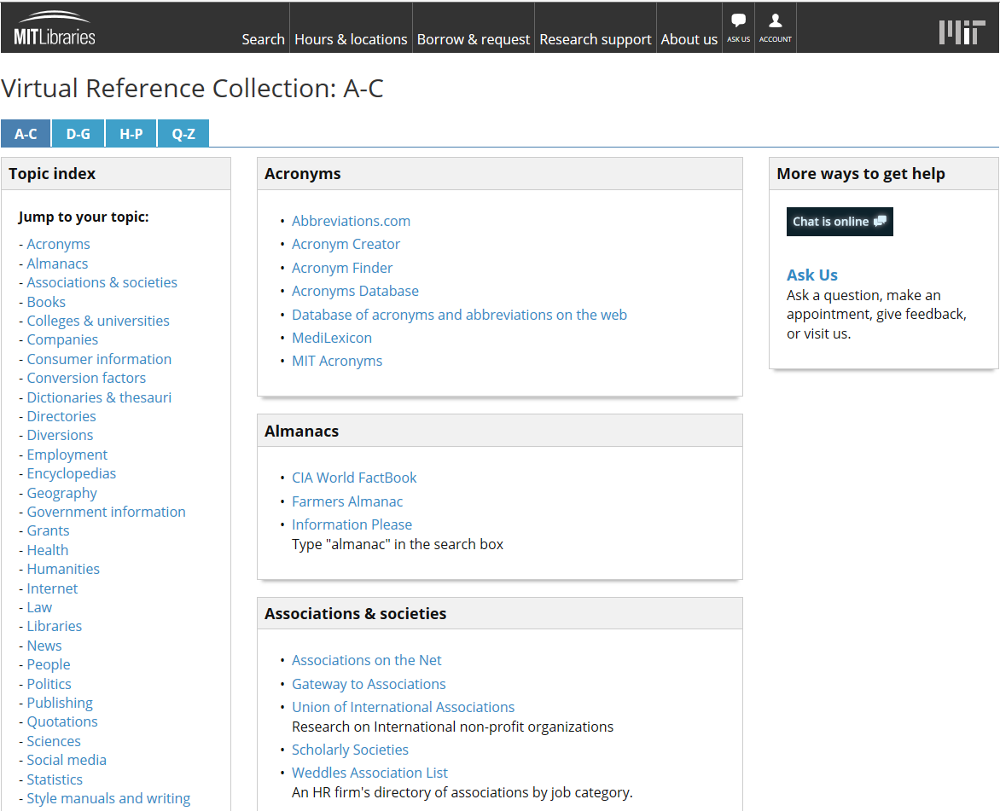 MITLibraries
Search
Hours & locations
Borrow & request
Research support
About us
ASK US
ACCOUNT
MIT
Virtual Reference Collection: A-C
A-C
D-G
H-P
Q-Z
Topic index
Jump to your topic:
- Acronyms
- Almanacs
- Associations & societies
- Books
- Colleges & universities
- Companies
- Consumer information
- Conversion factors
- Dictionaries & thesauri
- Directories
- Diversions
- Employment
- Encyclopedias
- Geography
- Government information
- Grants
- Health
- Humanities
- Internet
- Law
- Libraries
- News
- People
- Politics
- Publishing
- Quotations
- Sciences
- Social media
- Statistics
- Style manuals and writing
Acronyms
• Abbreviations.com
• Acronym Creator
• Acronym Finder
• Acronyms Database
• Database of acronyms and abbreviations on the web
• MediLexicon
• MIT Acronyms
Almanacs
• CIA World FactBook
• Farmers Almanac
• Information Please
Type "almanac" in the search box
Associations & societies
• Associations on the Net
• Gateway to Associations
• Union of International Associations
Research on International non-profit organizations
• Scholarly Societies
• Weddles Association List
An HR firm's directory of associations by job category.
More ways to get help
Chat is online
Ask Us
Ask a question, make an
appointment, give feedback,
or visit us.